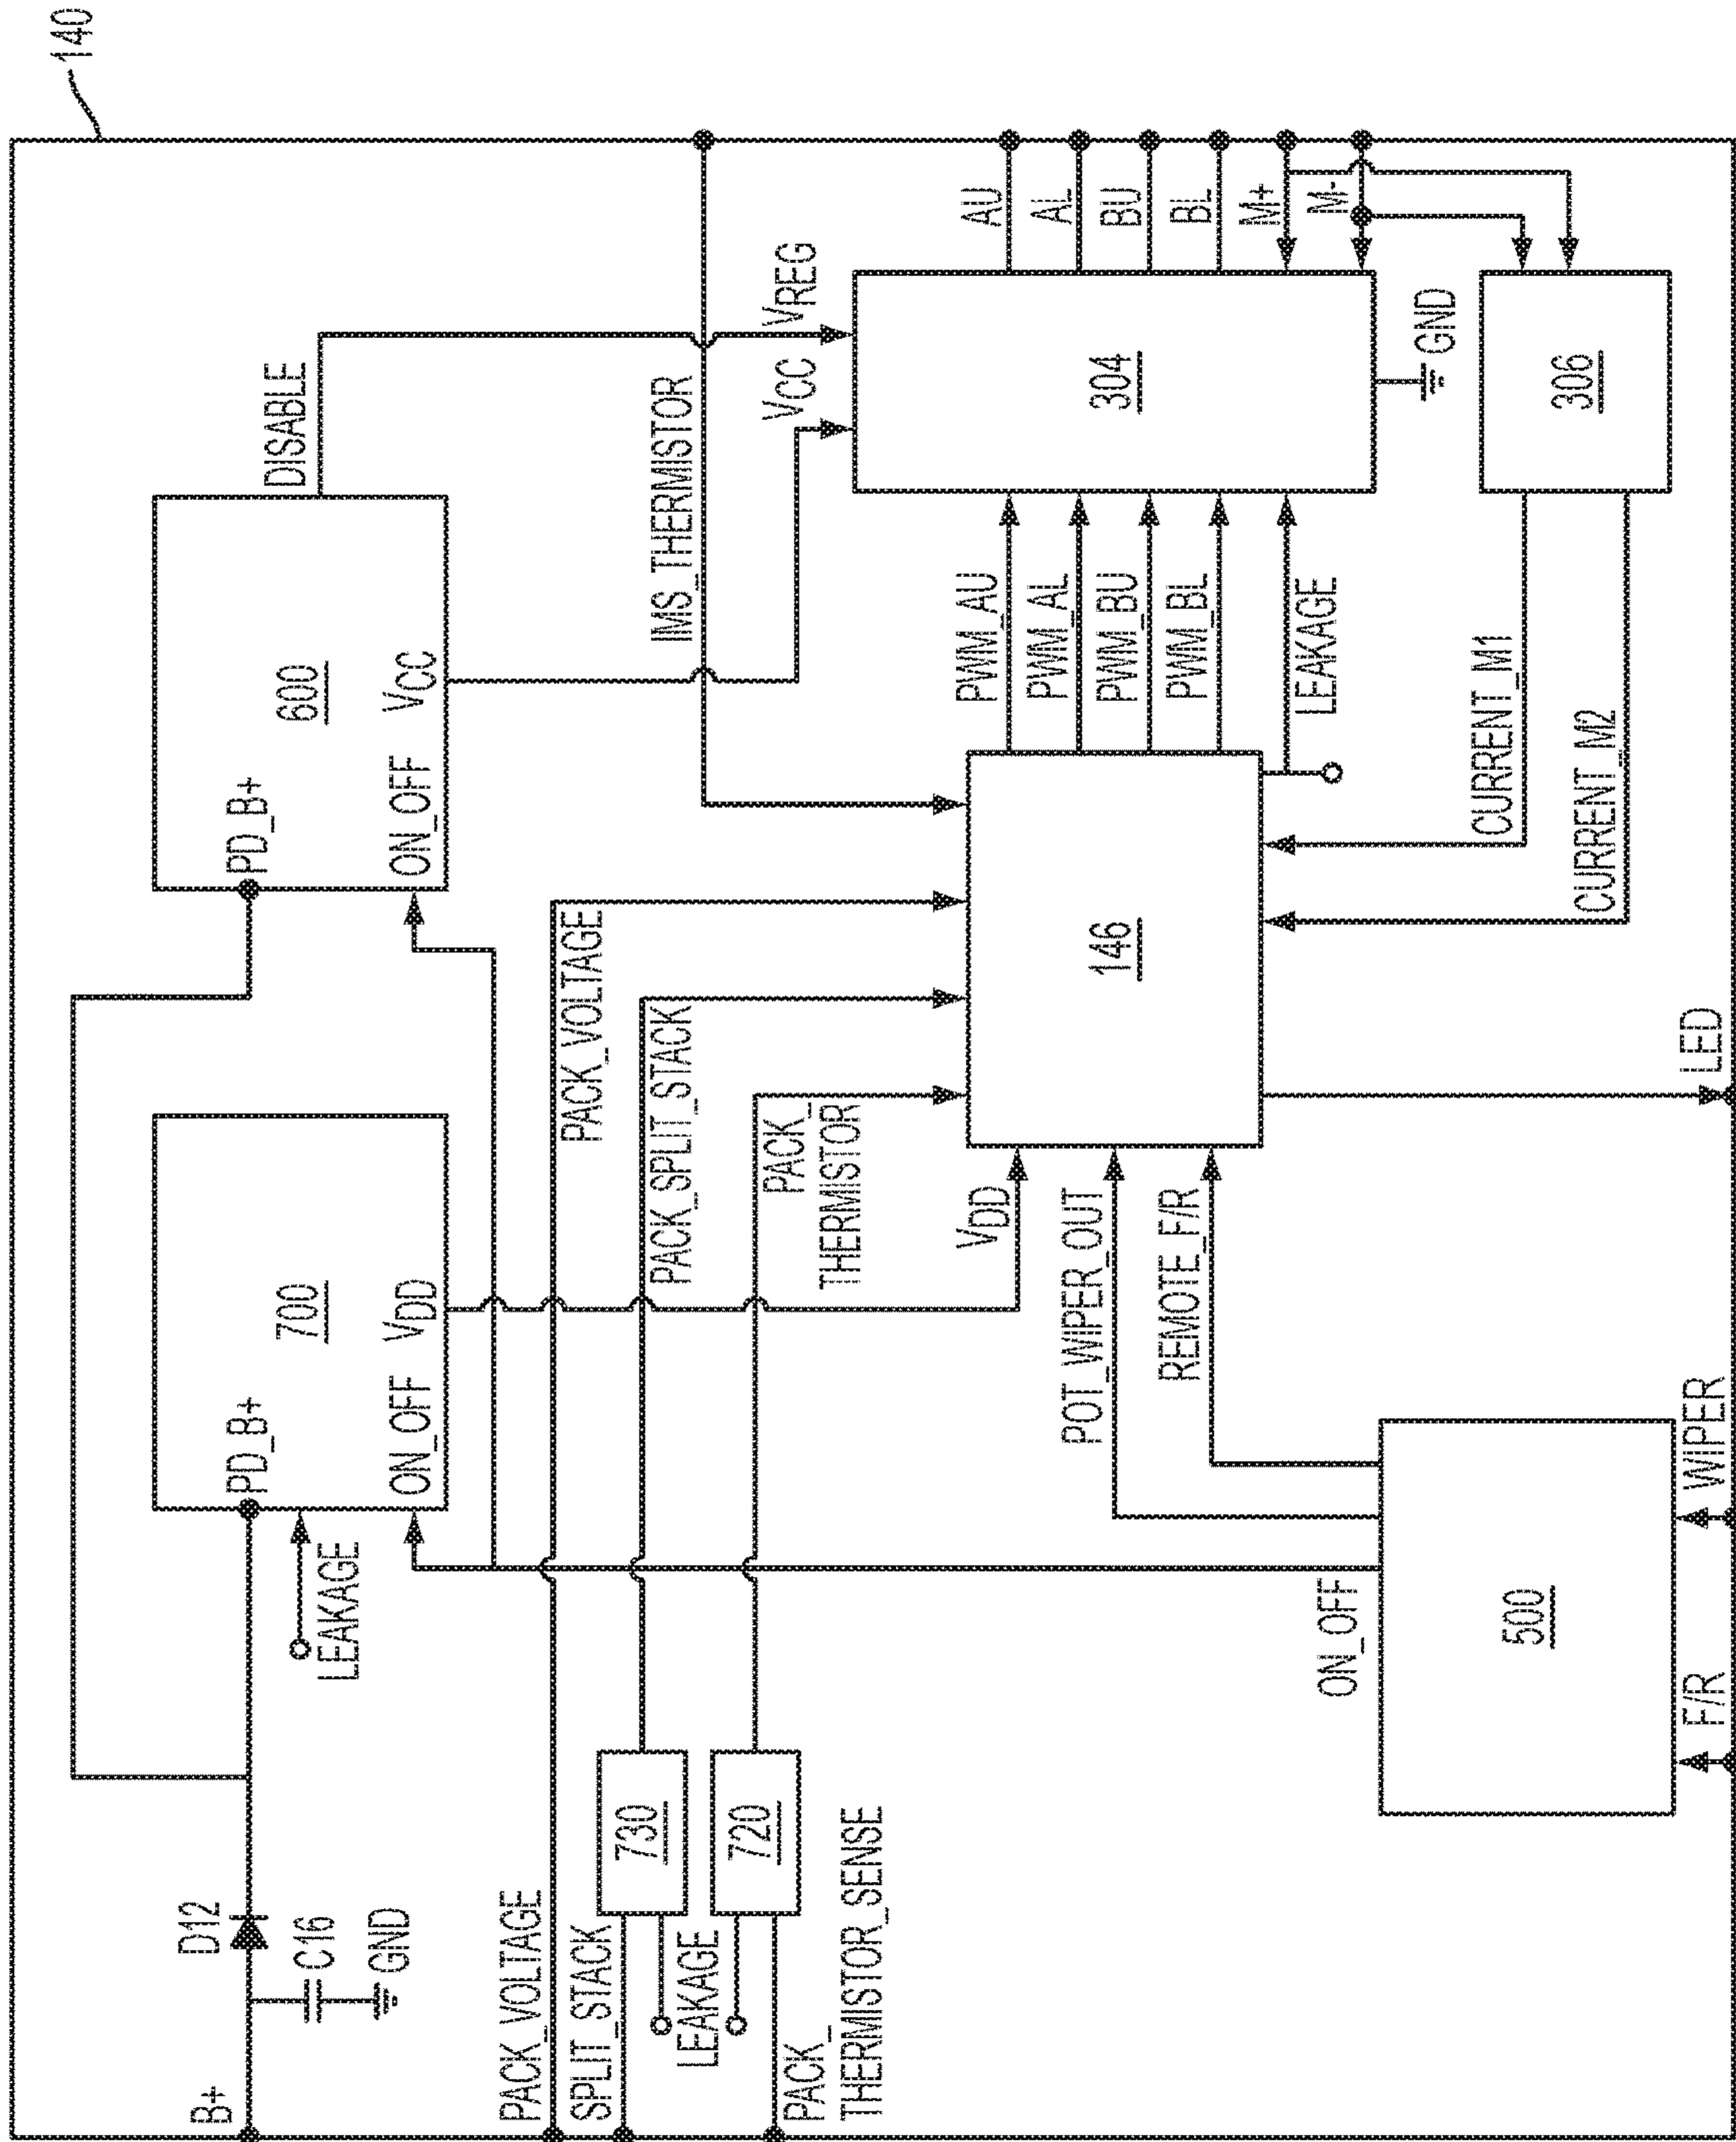 140
B+
D12
C16
GND
PD_B+
700
LEAKAGE
ON_OFF VDD
PD_B+
600
ON_OFF VCC
DISABLE
PACK_VOLTAGE
SPLIT_STACK
730
LEAKAGE
720
PACK_
THERMISTOR_SENSE
PACK_VOLTAGE
PACK_SPLIT_STACK
PACK_
THERMISTOR
IMS_THERMISTOR
VCC
VREG
VDD
POT_WIPER_OUT
REMOTE_F/R
146
PWM_AU
PWM_AL
PWM_BU
PWM_BL
LEAKAGE
304
AU
AL
BU
BL
M+
M-
GND
306
CURRENT_M1
CURRENT_M2
ON_OFF
500
F/R
WIPER
LED